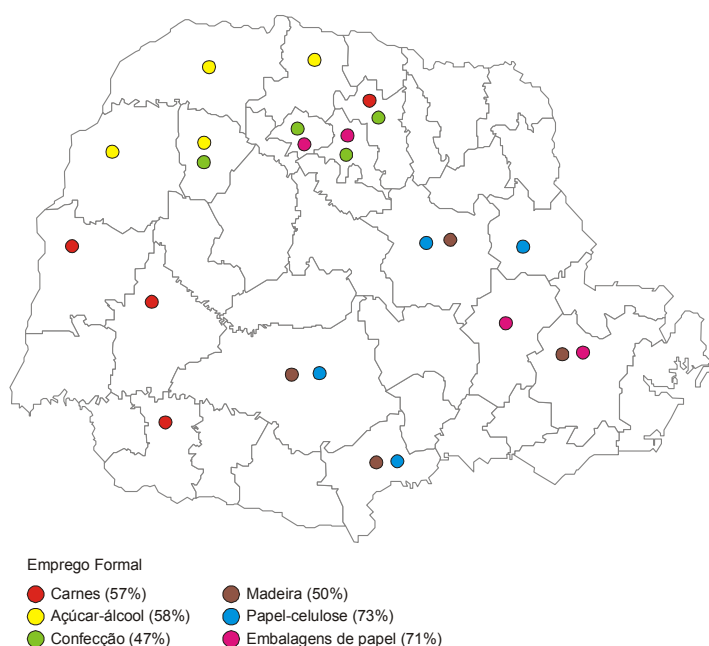 Emprego Formal
Carnes (57%)
Açúcar-álcool (58%)
Confecção (47%)
Madeira (50%)
Papel-celulose (73%)
Embalagens de papel (71%)